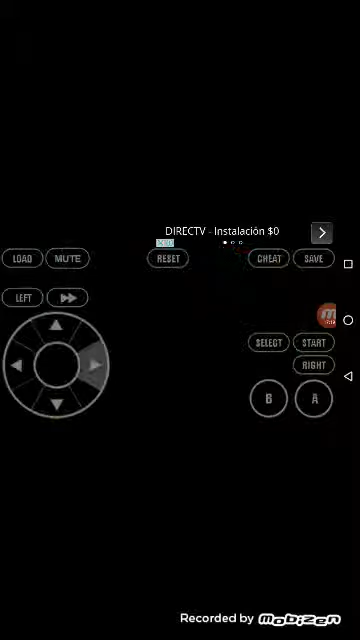 DIRECTV - Instalación $0
LOAD MUTE RESET CHEAT SAVE
LEFT
SELECT START
RIGHT
B A
Recorded by mobizen